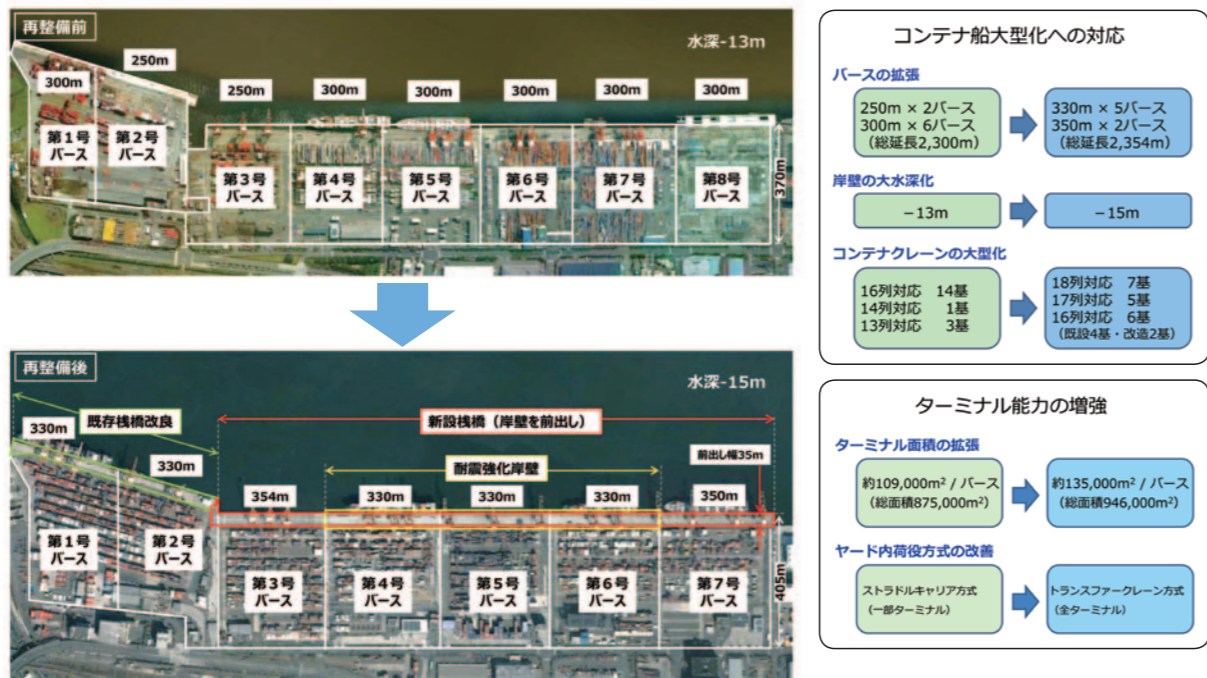 再整備前
水深-13m
250m
300m
250m
300m
300m
300m
300m
300m
第1号
バース
第2号
バース
第3号
バース
第4号
バース
第5号
バース
第6号
バース
第7号
バース
第8号
バース
370m
再整備後
水深-15m
既存桟橋改良
新設桟橋（岸壁を前出し）
前出し幅35m
耐震強化岸壁
330m
330m
354m
330m
330m
330m
350m
第1号
バース
第2号
バース
第3号
バース
第4号
バース
第5号
バース
第6号
バース
第7号
バース
405m
コンテナ船大型化への対応
バースの拡張
250m × 2バース
300m × 6バース
（総延長2,300m）
330m × 5バース
350m × 2バース
（総延長2,354m）
岸壁の大水深化
－13m
－15m
コンテナクレーンの大型化
16列対応　14基
14列対応　1基
13列対応　3基
18列対応　7基
17列対応　5基
16列対応　6基
（既設4基・改造2基）
ターミナル能力の増強
ターミナル面積の拡張
約109,000m² / バース
（総面積875,000m²）
約135,000m² / バース
（総面積946,000m²）
ヤード内荷役方式の改善
ストラドルキャリア方式
（一部ターミナル）
トランスファークレーン方式
（全ターミナル）